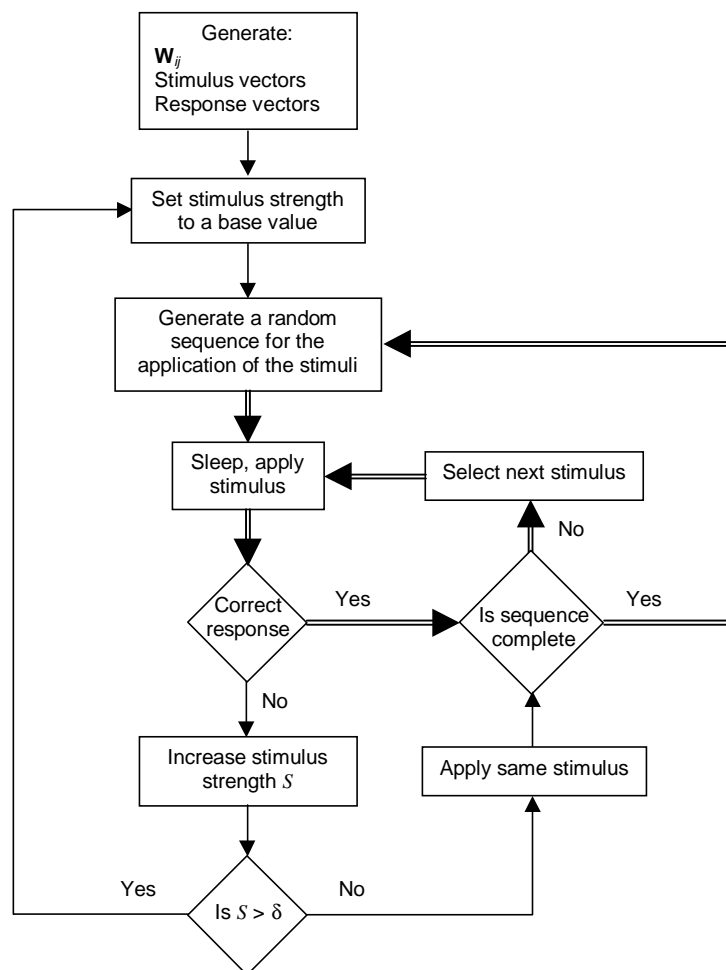 Generate:
W_ij
Stimulus vectors
Response vectors
Set stimulus strength
to a base value
Generate a random
sequence for the
application of the stimuli
Sleep, apply
stimulus
Select next stimulus
No
Correct
response
Yes
Is sequence
complete
Yes
No
Increase stimulus
strength S
Apply same stimulus
Yes
Is S > δ
No